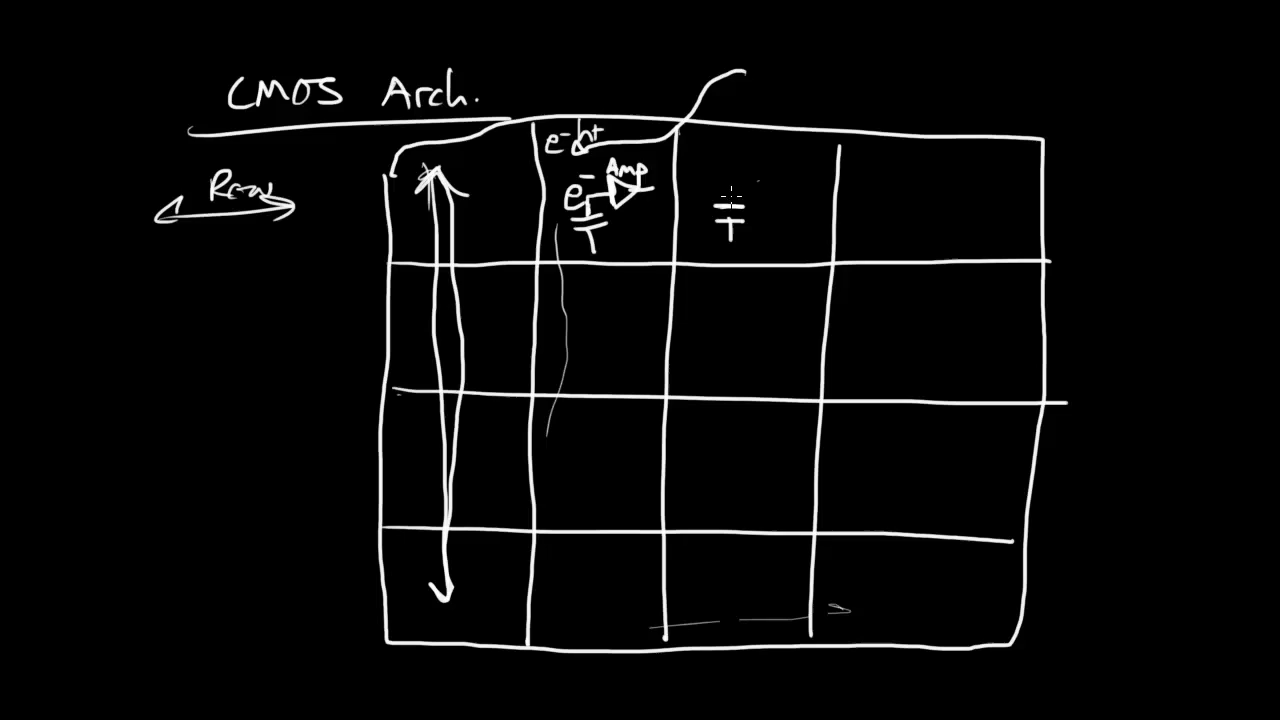 CMOS Arch.
e- h+
Row
Amp
e-